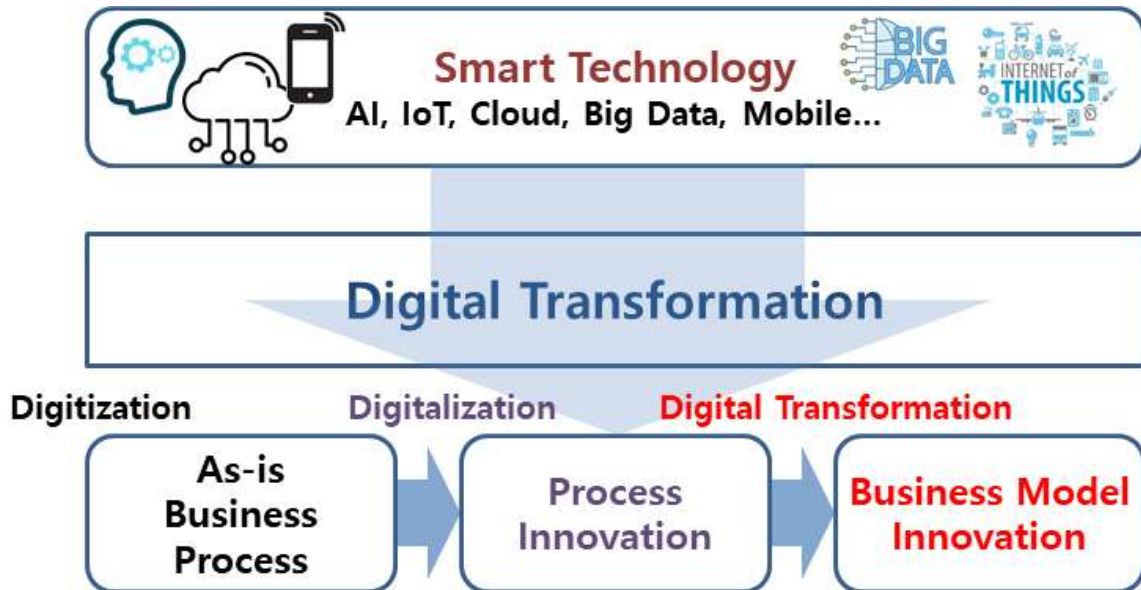 Smart Technology
AI, IoT, Cloud, Big Data, Mobile...
BIG
DATA
INTERNET of
THINGS
Digital Transformation
Digitization
Digitalization
Digital Transformation
As-is
Business
Process
Process
Innovation
Business Model
Innovation